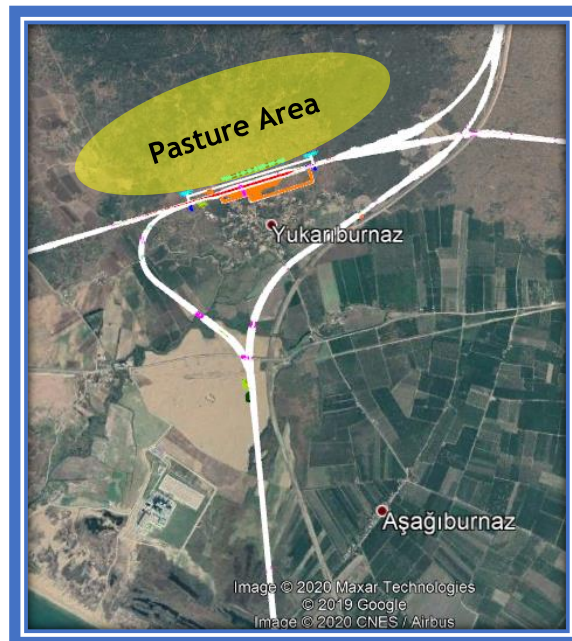 Pasture Area
Yukarıburnaz
Aşağıburnaz
Image © 2020 Maxar Technologies
© 2019 Google
Image © 2020 CNES / Airbus